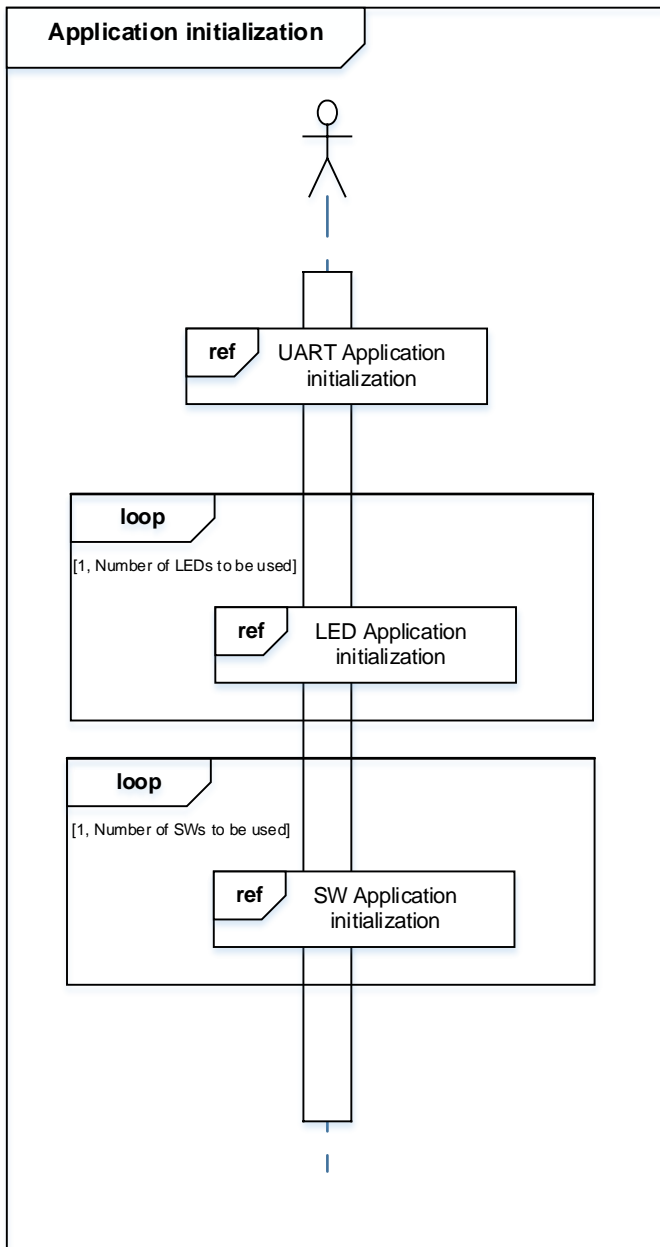 Application initialization
ref
UART Application
initialization
loop
[1, Number of LEDs to be used]
ref
LED Application
initialization
loop
[1, Number of SWs to be used]
ref
SW Application
initialization